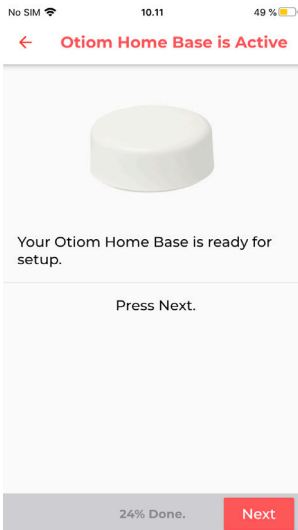 No SIM 10.11 49 %
Otiom Home Base is Active
Your Otiom Home Base is ready for
setup.
Press Next.
24% Done. Next